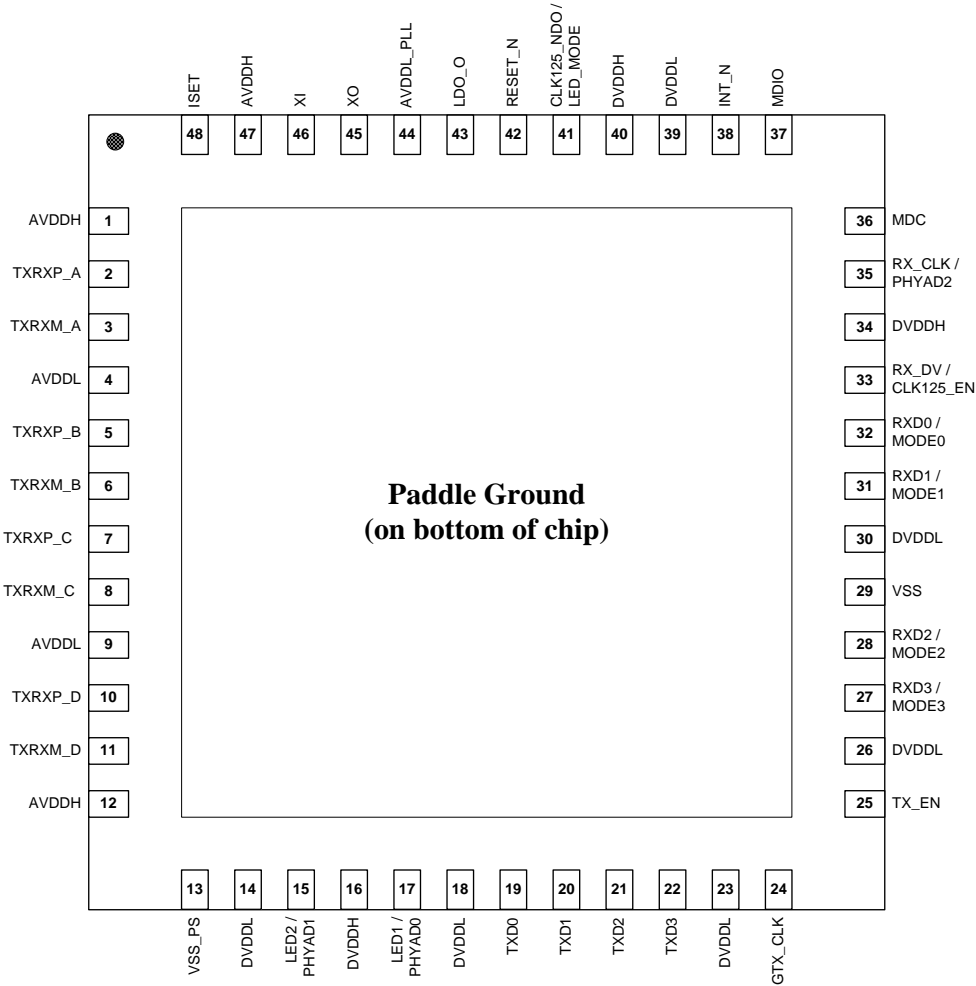 ISET
AVDDH
XI
XO
AVDDL_PLL
LDO_O
RESET_N
CLK125_NDO /
LED_MODE
DVDDH
DVDDL
INT_N
MDIO
48 47 46 45 44 43 42 41 40 39 38 37
AVDDH 1
TXRXP_A 2
TXRXM_A 3
AVDDL 4
TXRXP_B 5
TXRXM_B 6
TXRXP_C 7
TXRXM_C 8
AVDDL 9
TXRXP_D 10
TXRXM_D 11
AVDDH 12
Paddle Ground
(on bottom of chip)
36 MDC
35 RX_CLK /
PHYAD2
34 DVDDH
33 RX_DV /
CLK125_EN
32 RXD0 /
MODE0
31 RXD1 /
MODE1
30 DVDDL
29 VSS
28 RXD2 /
MODE2
27 RXD3 /
MODE3
26 DVDDL
25 TX_EN
13 14 15 16 17 18 19 20 21 22 23 24
VSS_PS
DVDDL
LED2 /
PHYAD1
DVDDH
LED1 /
PHYAD0
DVDDL
TXD0
TXD1
TXD2
TXD3
DVDDL
GTX_CLK